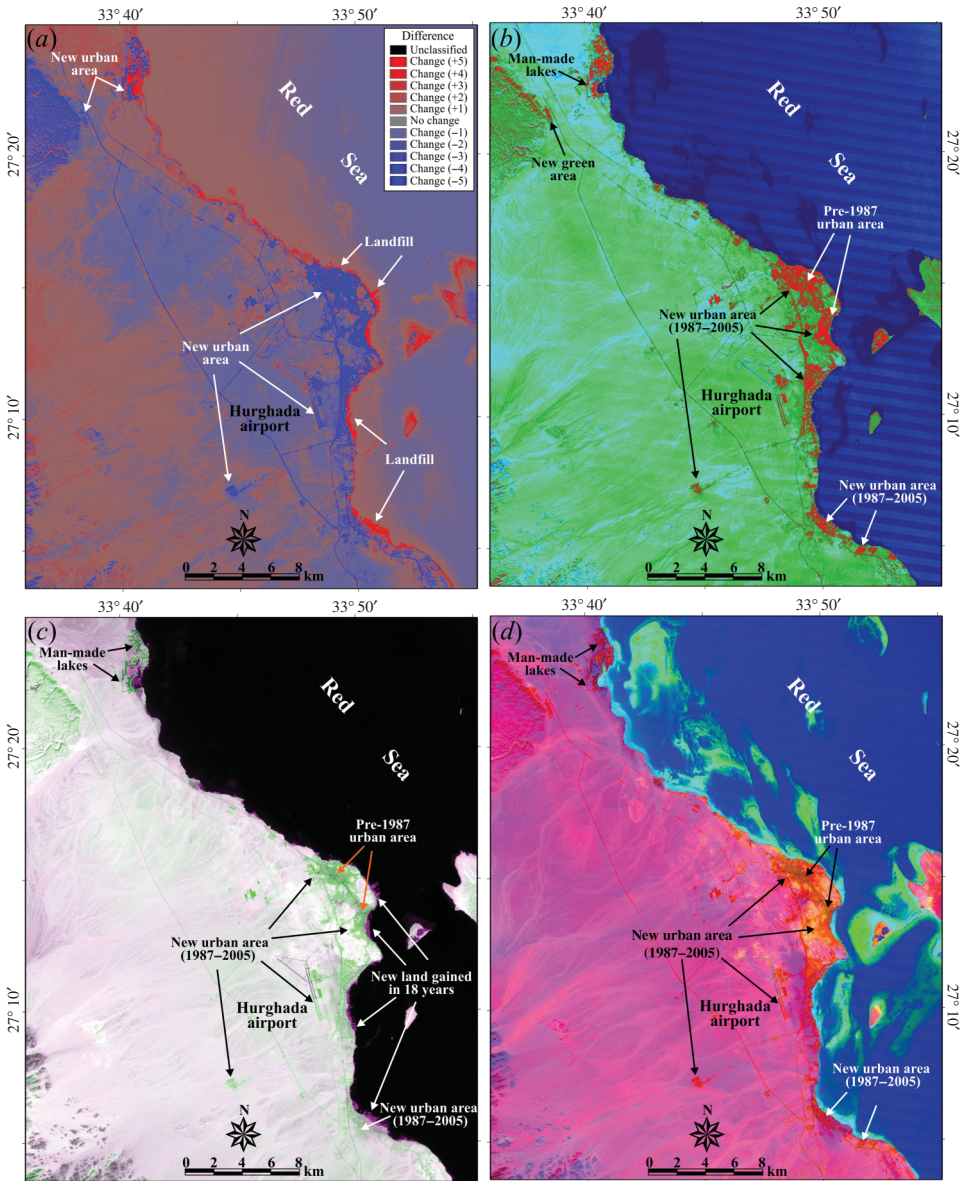 33° 40′
33° 50′
33° 40′
33° 50′
(a)
New urban
area
Difference
Unclassified
Change (+5)
Change (+4)
Change (+3)
Change (+2)
Change (+1)
No change
Change (−1)
Change (−2)
Change (−3)
Change (−4)
Change (−5)
Red
Sea
27° 20′
Landfill
New urban
area
27° 10′
Hurghada
airport
Landfill
N
0 2 4 6 8
km
(b)
Man-made
lakes
Red
Sea
New green
area
27° 20′
Pre-1987
urban area
New urban area
(1987−2005)
Hurghada
airport
27° 10′
New urban area
(1987−2005)
N
0 2 4 6 8
km
33° 40′
33° 50′
33° 40′
33° 50′
(c)
Man-made
lakes
Red
Sea
27° 20′
Pre-1987
urban area
New urban area
(1987−2005)
New land gained
in 18 years
27° 10′
Hurghada
airport
New urban area
(1987−2005)
N
0 2 4 6 8
km
(d)
Man-made
lakes
Red
Sea
27° 20′
Pre-1987
urban area
New urban area
(1987−2005)
Hurghada
airport
27° 10′
New urban area
(1987−2005)
N
0 2 4 6 8
km